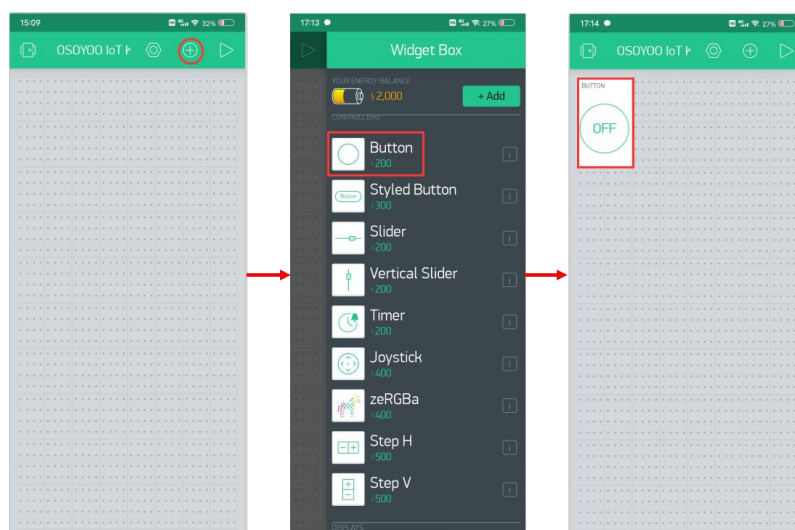 15:09
32%
OSOYOO IoT K
17:13
27%
Widget Box
YOUR ENERGY BALANCE
2,000
+ Add
CONTROLLERS
Button
200
Button
Styled Button
300
Slider
200
Vertical Slider
200
Timer
200
Joystick
400
zeRGBa
400
Step H
500
Step V
500
DISPLAYS
17:14
27%
OSOYOO IoT K
BUTTON
OFF